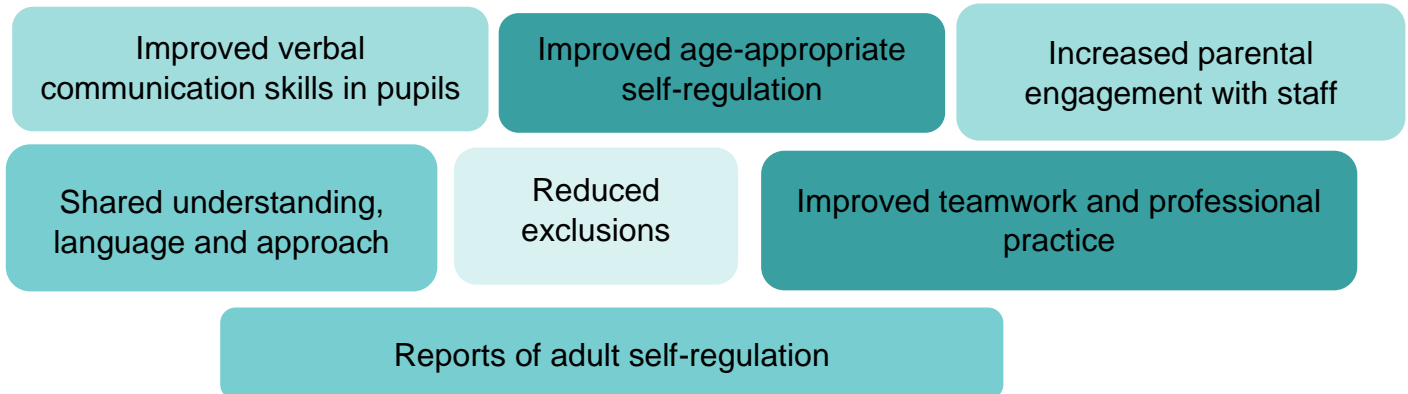 Improved verbal
communication skills in pupils
Improved age-appropriate
self-regulation
Increased parental
engagement with staff
Shared understanding,
language and approach
Reduced
exclusions
Improved teamwork and professional
practice
Reports of adult self-regulation